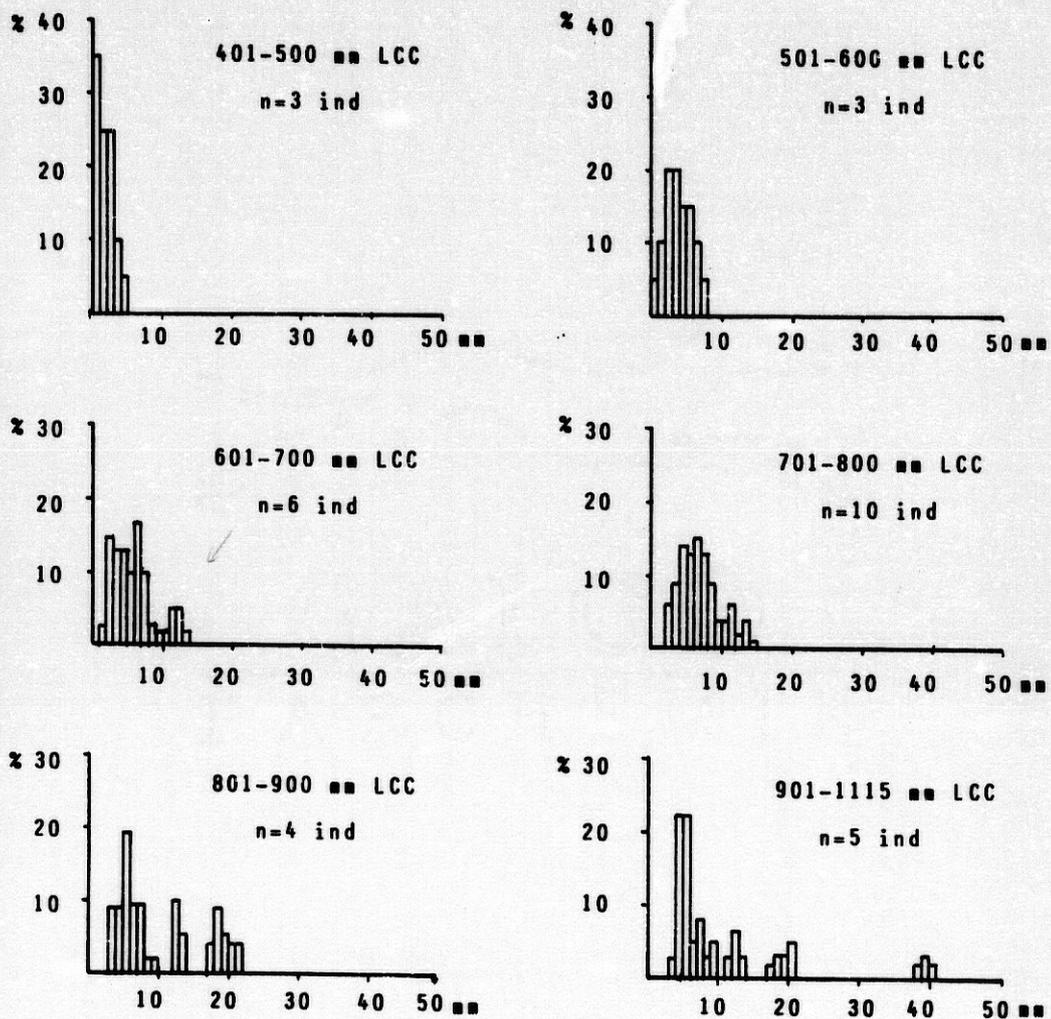 % 40
401-500 mm LCC
30
n=3 ind
20
10
10 20 30 40 50 mm
% 40
501-600 mm LCC
30
n=3 ind
20
10
10 20 30 40 50 mm
% 30
601-700 mm LCC
20
n=6 ind
10
10 20 30 40 50 mm
% 30
701-800 mm LCC
20
n=10 ind
10
10 20 30 40 50 mm
% 30
801-900 mm LCC
20
n=4 ind
10
10 20 30 40 50 mm
% 30
901-1115 mm LCC
20
n=5 ind
10
10 20 30 40 50 mm